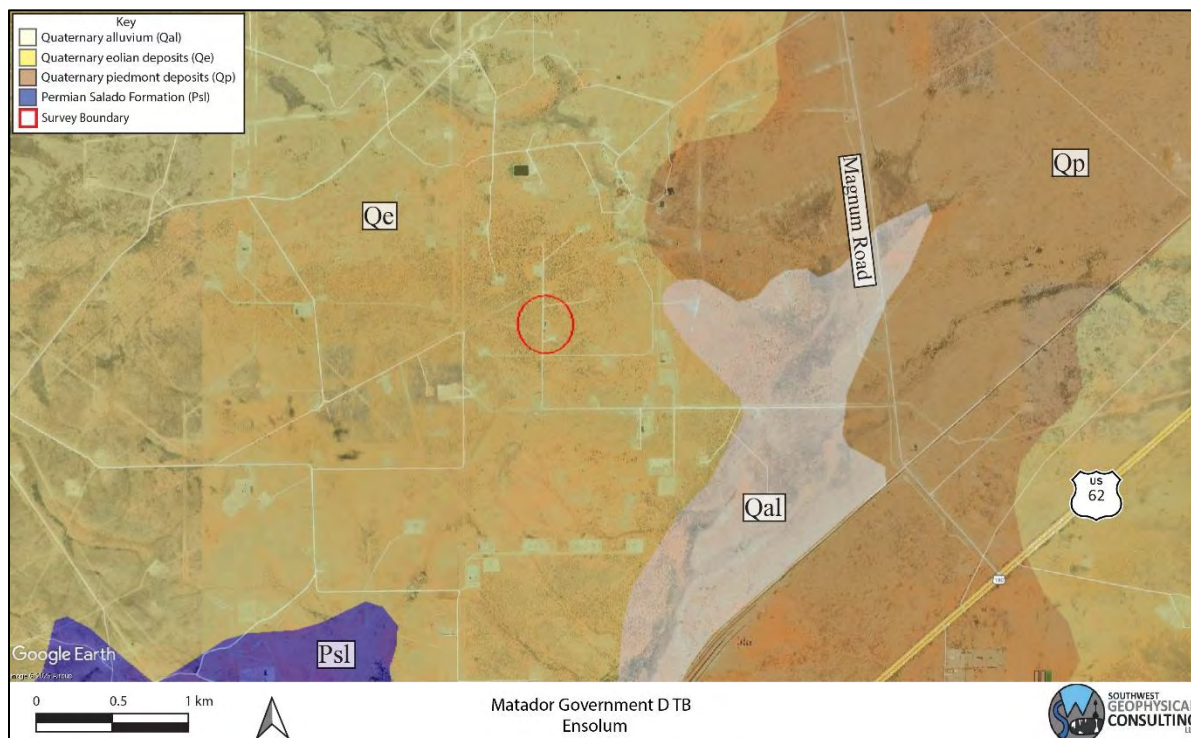 Key
Quaternary alluvium (Qal)
Quaternary eolian deposits (Qe)
Quaternary piedmont deposits (Qp)
Permian Salado Formation (Psl)
Survey Boundary
Qp
Magnum Road
Qe
US
62
Qal
180
Psl
Google Earth
0 0.5 1 km
Matador Government D TB
Ensolum
SOUTHWEST
GEOPHYSICAL
CONSULTING